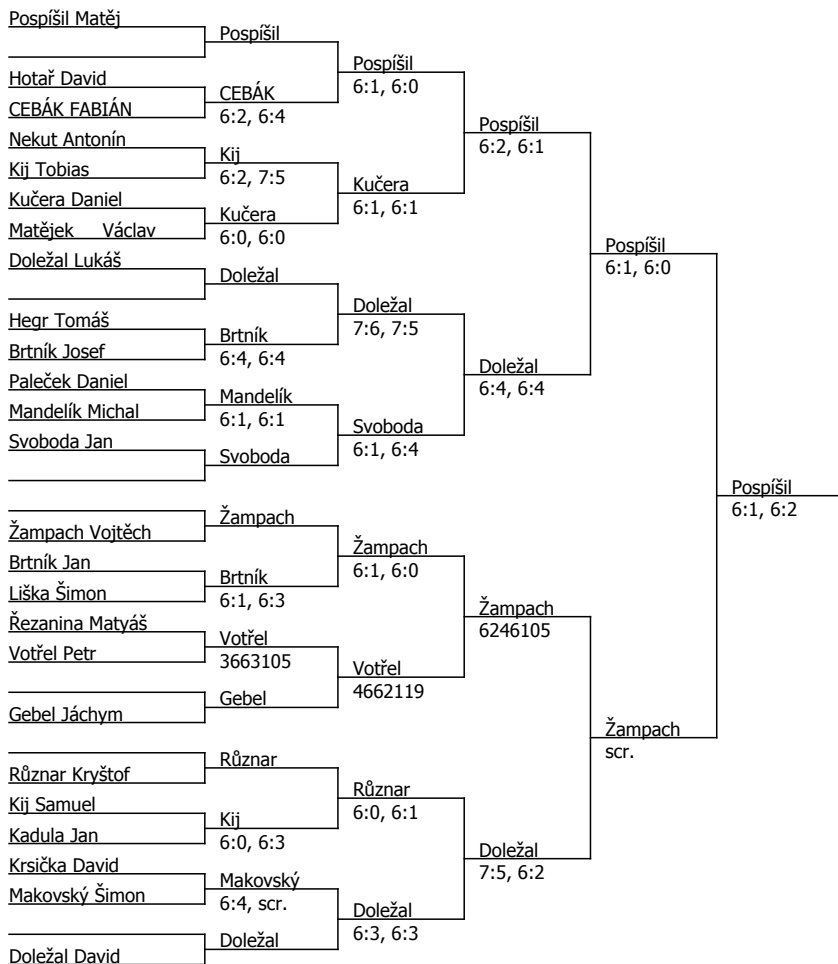 Pospíšil Matěj
Pospíšil
Pospíšil
6:1, 6:0
Hotař David
CEBÁK
CEBÁK FABIÁN
6:2, 6:4
Pospíšil
6:2, 6:1
Nekut Antonín
Kij
Kij Tobias
6:2, 7:5
Kučera
6:1, 6:1
Kučera Daniel
Kučera
Matějek Václav
6:0, 6:0
Pospíšil
6:1, 6:0
Doležal Lukáš
Doležal
Doležal
7:6, 7:5
Hegr Tomáš
Brtník
Brtník Josef
6:4, 6:4
Doležal
6:4, 6:4
Paleček Daniel
Mandelík
Mandelík Michal
6:1, 6:1
Svoboda
6:1, 6:4
Svoboda Jan
Svoboda
Pospíšil
6:1, 6:2
Žampach
Žampach Vojtěch
Žampach
6:1, 6:0
Brtník Jan
Brtník
Liška Šimon
6:1, 6:3
Žampach
6246105
Řezanina Matyáš
Votřel
Votřel Petr
3663105
Votřel
4662119
Gebel
Gebel Jáchym
Žampach
scr.
Různar
Různar Kryštof
Různar
6:0, 6:1
Kij Samuel
Kij
Kadula Jan
6:0, 6:3
Doležal
7:5, 6:2
Krsička David
Makovský
Makovský Šimon
6:4, scr.
Doležal
6:3, 6:3
Doležal
Doležal David